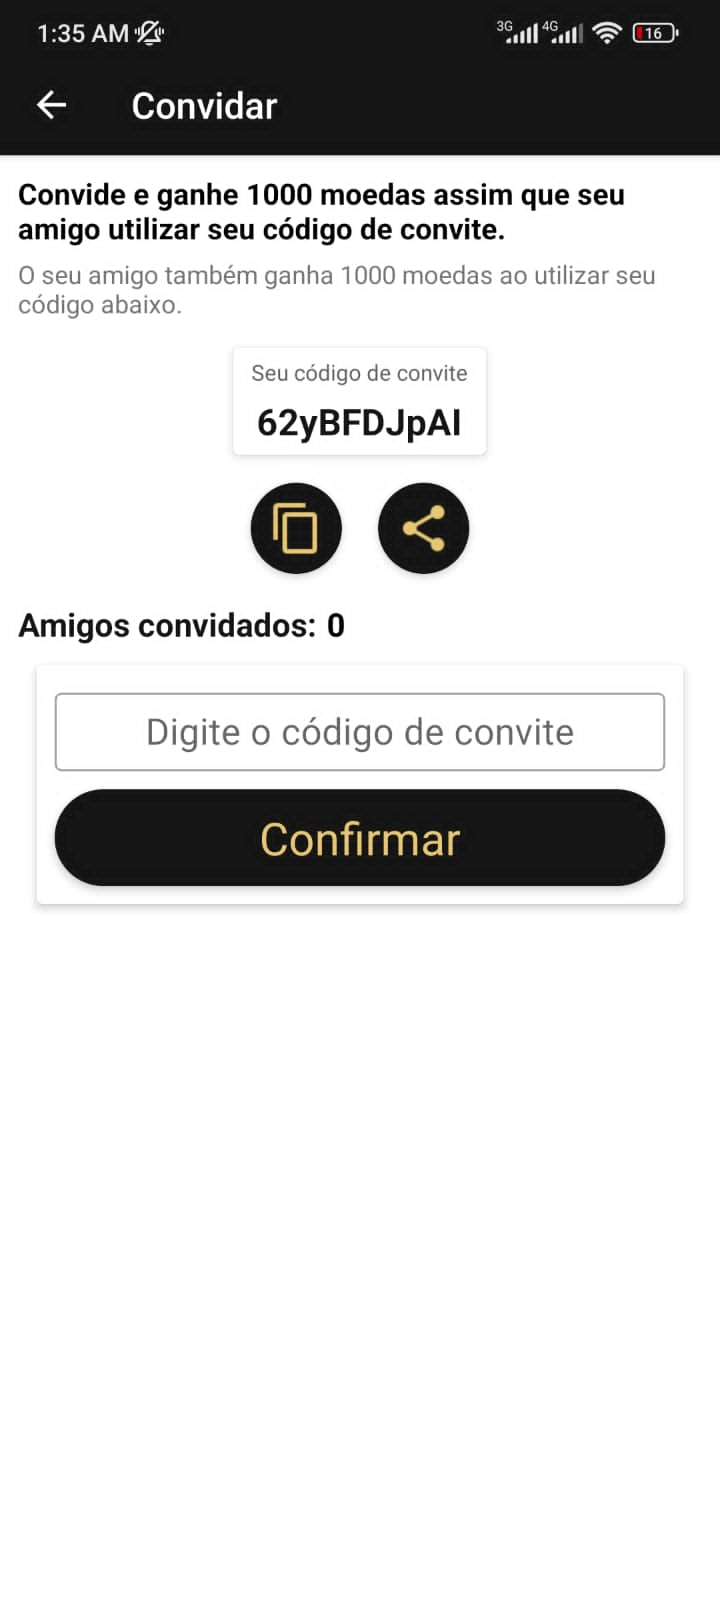 1:35 AM
3G 4G 16
Convidar
Convide e ganhe 1000 moedas assim que seu
amigo utilizar seu código de convite.
O seu amigo também ganha 1000 moedas ao utilizar seu
código abaixo.
Seu código de convite
62yBFDJpAI
Amigos convidados: 0
Digite o código de convite
Confirmar